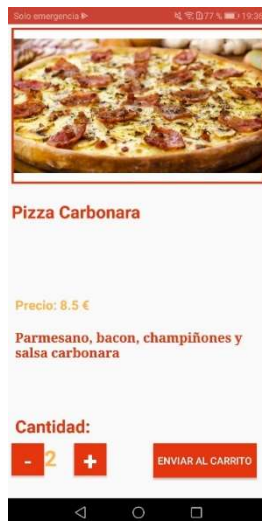 Solo emergencia 77 % 19:36
Pizza Carbonara
Precio: 8.5 €
Parmesano, bacon, champiñones y
salsa carbonara
Cantidad:
- 2 + ENVIAR AL CARRITO